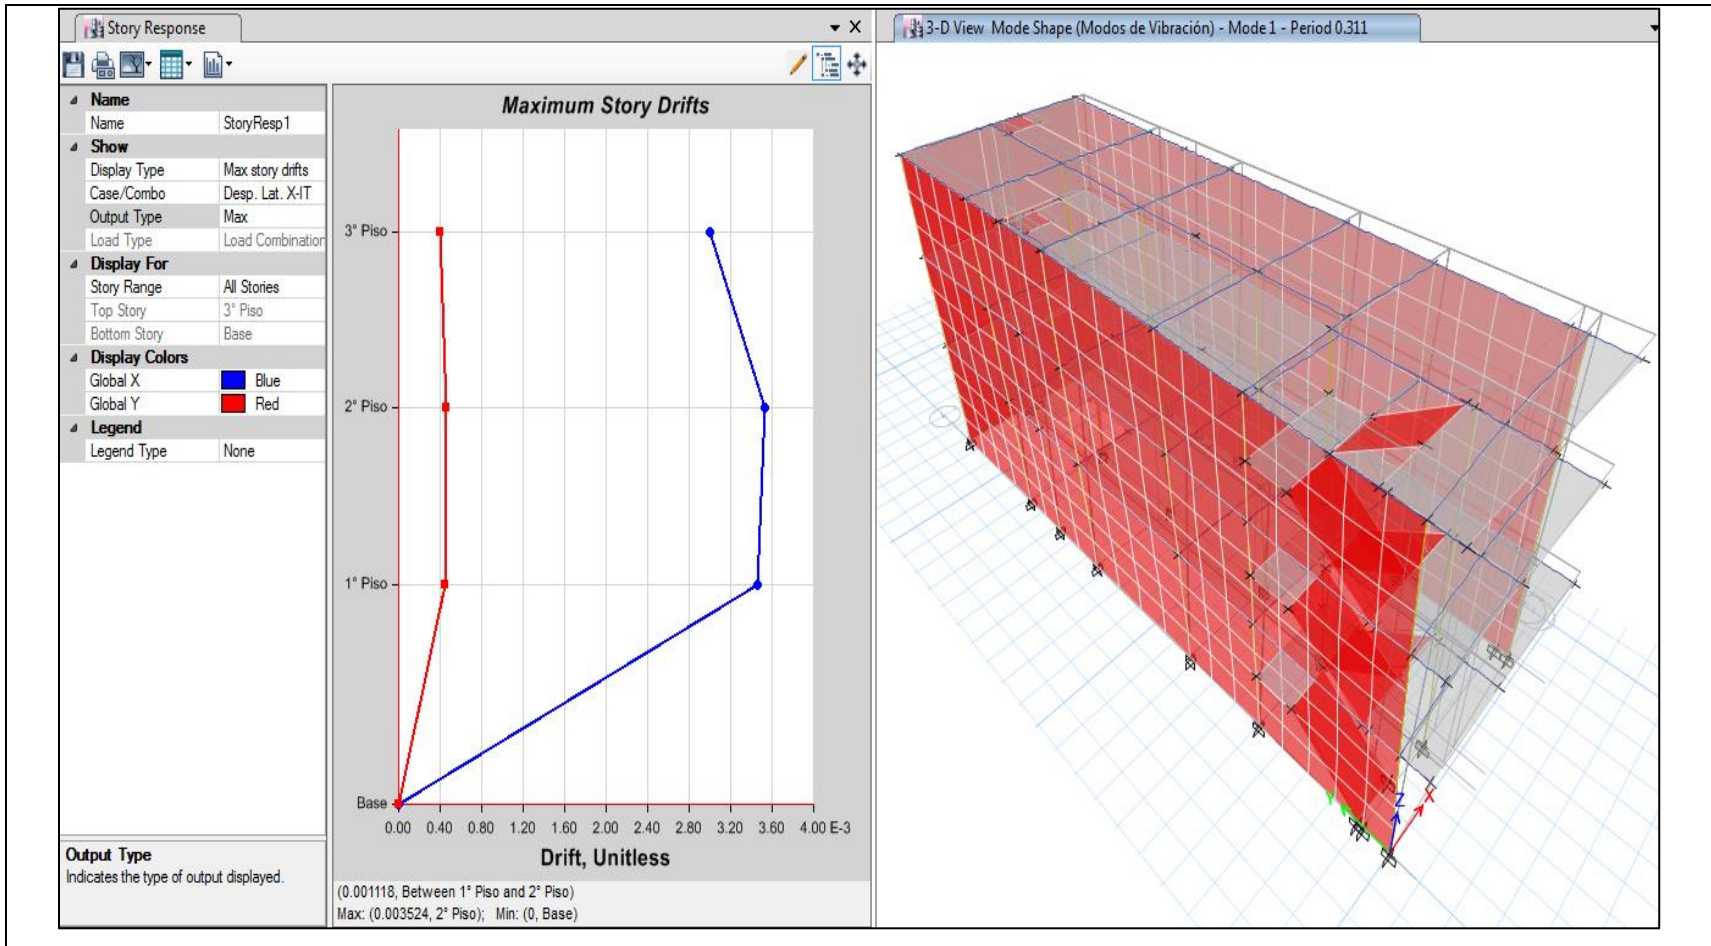 Story Response
Name
Name StoryResp1
Show
Display Type Max story drifts
Case/Combo Desp. Lat. X-IT
Output Type Max
Load Type Load Combination
Display For
Story Range All Stories
Top Story 3° Piso
Bottom Story Base
Display Colors
Global X Blue
Global Y Red
Legend
Legend Type None
Output Type
Indicates the type of output displayed.
Maximum Story Drifts
3° Piso
2° Piso
1° Piso
Base
0.00 0.40 0.80 1.20 1.60 2.00 2.40 2.80 3.20 3.60 4.00 E-3
Drift, Unitless
(0.001118, Between 1° Piso and 2° Piso)
Max: (0.003524, 2° Piso); Min: (0, Base)
3-D View Mode Shape (Modos de Vibración) - Mode 1 - Period 0.311
Y Z X